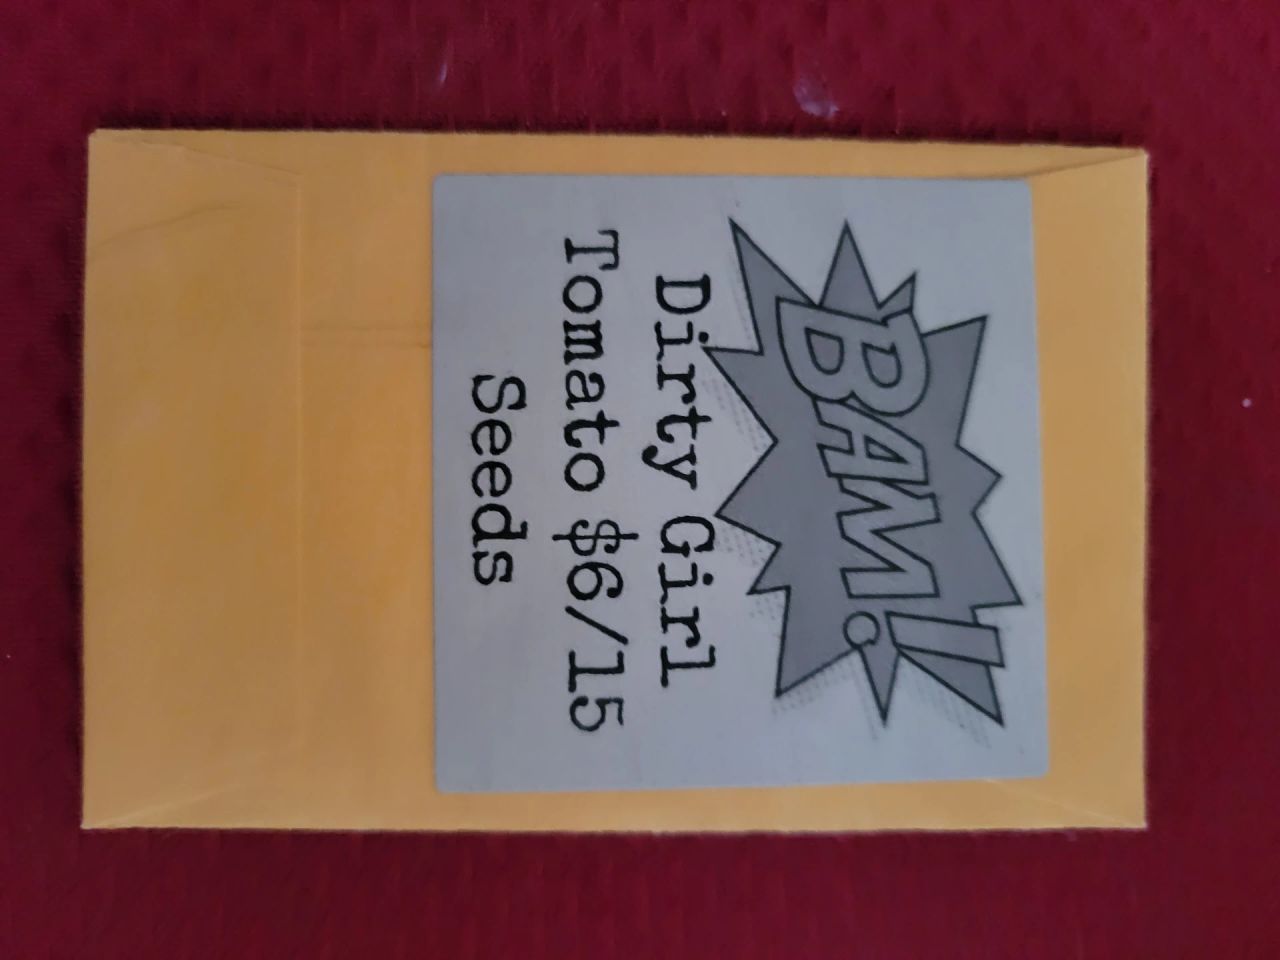 BAM!
Dirty Girl
Tomato $6/15
Seeds